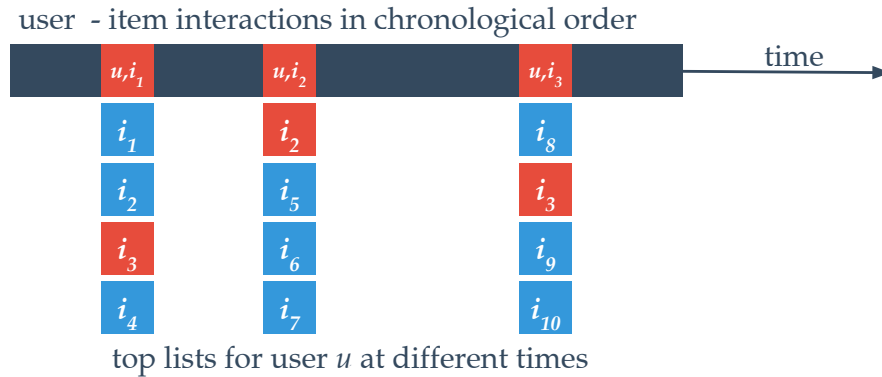 user - item interactions in chronological order
time
u,i₁ u,i₂ u,i₃
i₁ i₂ i₈
i₂ i₅ i₃
i₃ i₆ i₉
i₄ i₇ i₁₀
top lists for user u at different times